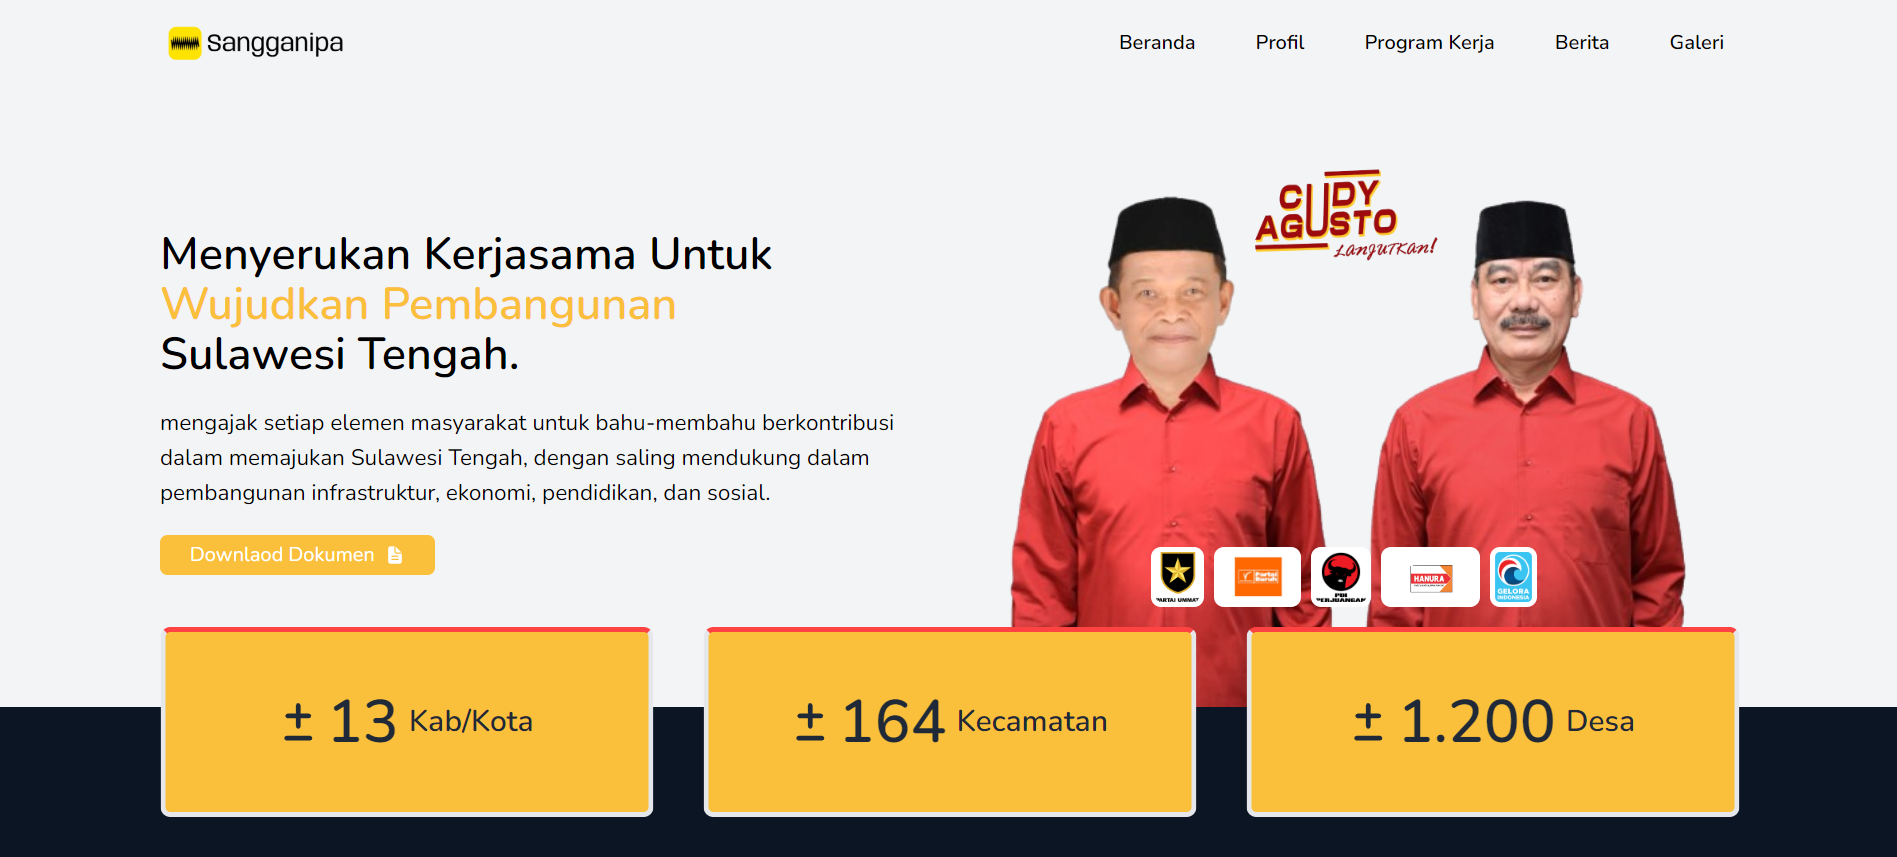 Sangganipa
Beranda
Profil
Program Kerja
Berita
Galeri
CUDY
AGUSTO
LANJUTKAN!
Menyerukan Kerjasama Untuk
Wujudkan Pembangunan
Sulawesi Tengah.
mengajak setiap elemen masyarakat untuk bahu-membahu berkontribusi
dalam memajukan Sulawesi Tengah, dengan saling mendukung dalam
pembangunan infrastruktur, ekonomi, pendidikan, dan sosial.
Downlaod Dokumen
PARTAI UMMAT
Partai
Buruh
PDI
PERJUANGAN
HANURA
GELORA
INDONESIA
± 13 Kab/Kota
± 164 Kecamatan
± 1.200 Desa